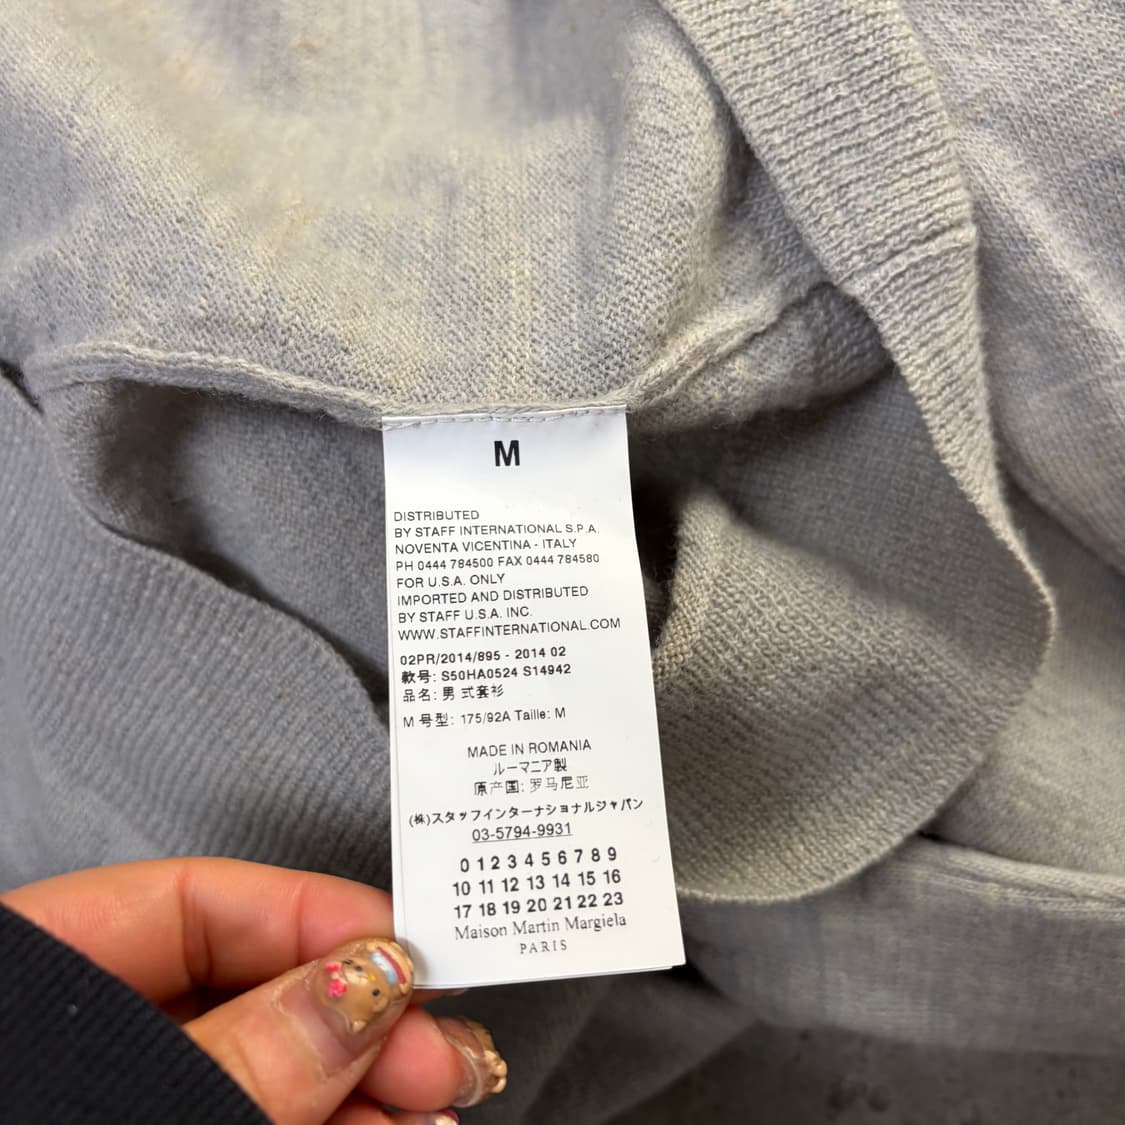 M
DISTRIBUTED
BY STAFF INTERNATIONAL S.P.A.
NOVENTA VICENTINA - ITALY
PH 0444 784500 FAX 0444 784580
FOR U.S.A. ONLY
IMPORTED AND DISTRIBUTED
BY STAFF U.S.A. INC.
WWW.STAFFINTERNATIONAL.COM
02PR/2014/895 - 2014 02
款号: S50HA0524 S14942
品名: 男 式套衫
M 号型: 175/92A Taille: M
MADE IN ROMANIA
ルーマニア製
原产国: 罗马尼亚
(株)スタッフインターナショナルジャパン
03-5794-9931
0 1 2 3 4 5 6 7 8 9
10 11 12 13 14 15 16
17 18 19 20 21 22 23
Maison Martin Margiela
PARIS